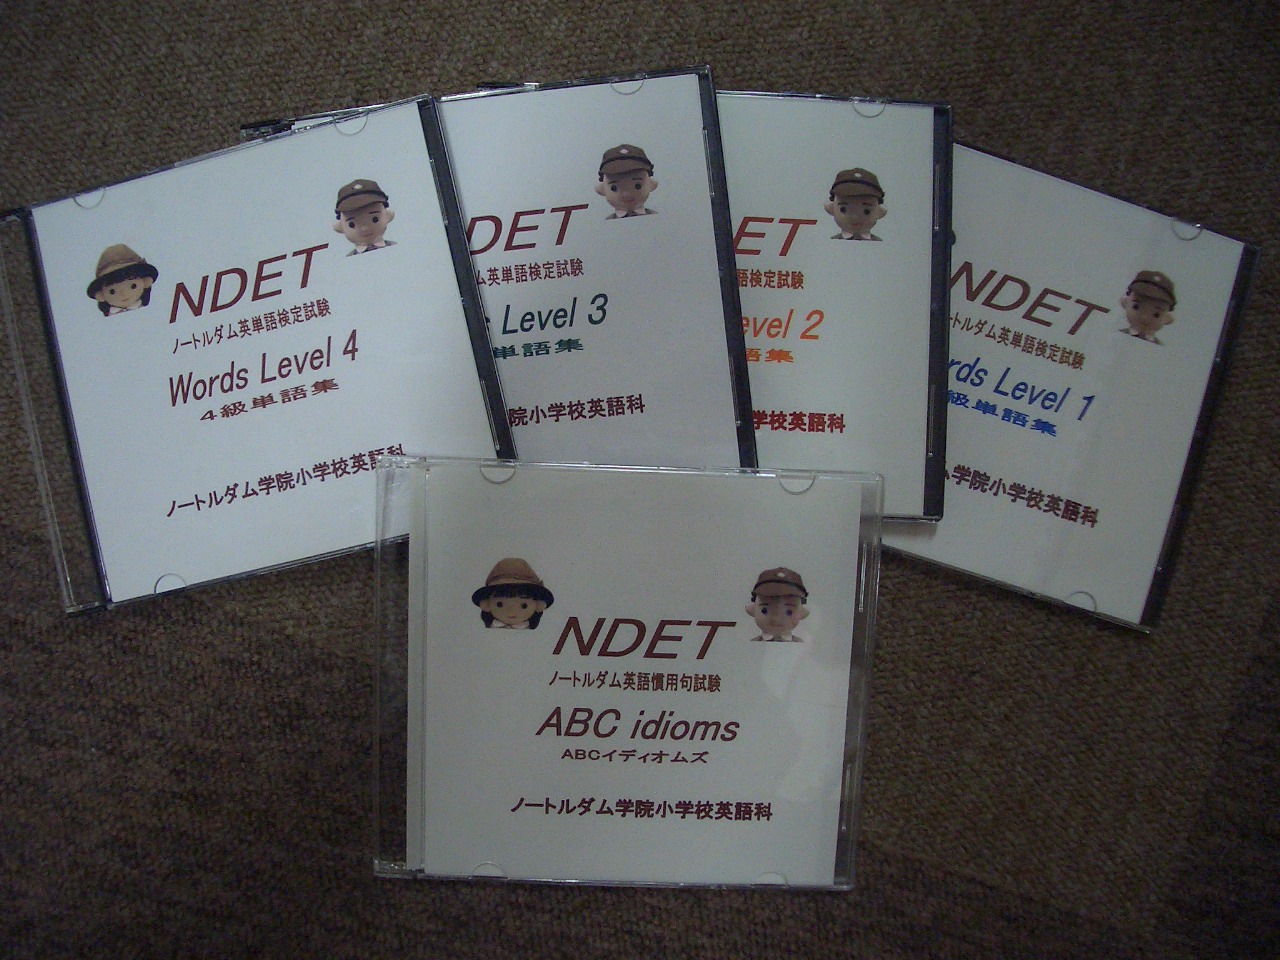 NDET
ノートルダム英単語検定試験
Words Level 4
4級単語集
ノートルダム学院小学校英語科
DET
英単語検定試験
Level 3
単語集
院小学校英語科
ET
語検定試験
Level 2
語集
学校英語科
NDET
ートルダム英単語検定試験
rds Level 1
級単語集
学院小学校英語科
NDET
ノートルダム英語慣用句試験
ABC idioms
ABCイディオムズ
ノートルダム学院小学校英語科